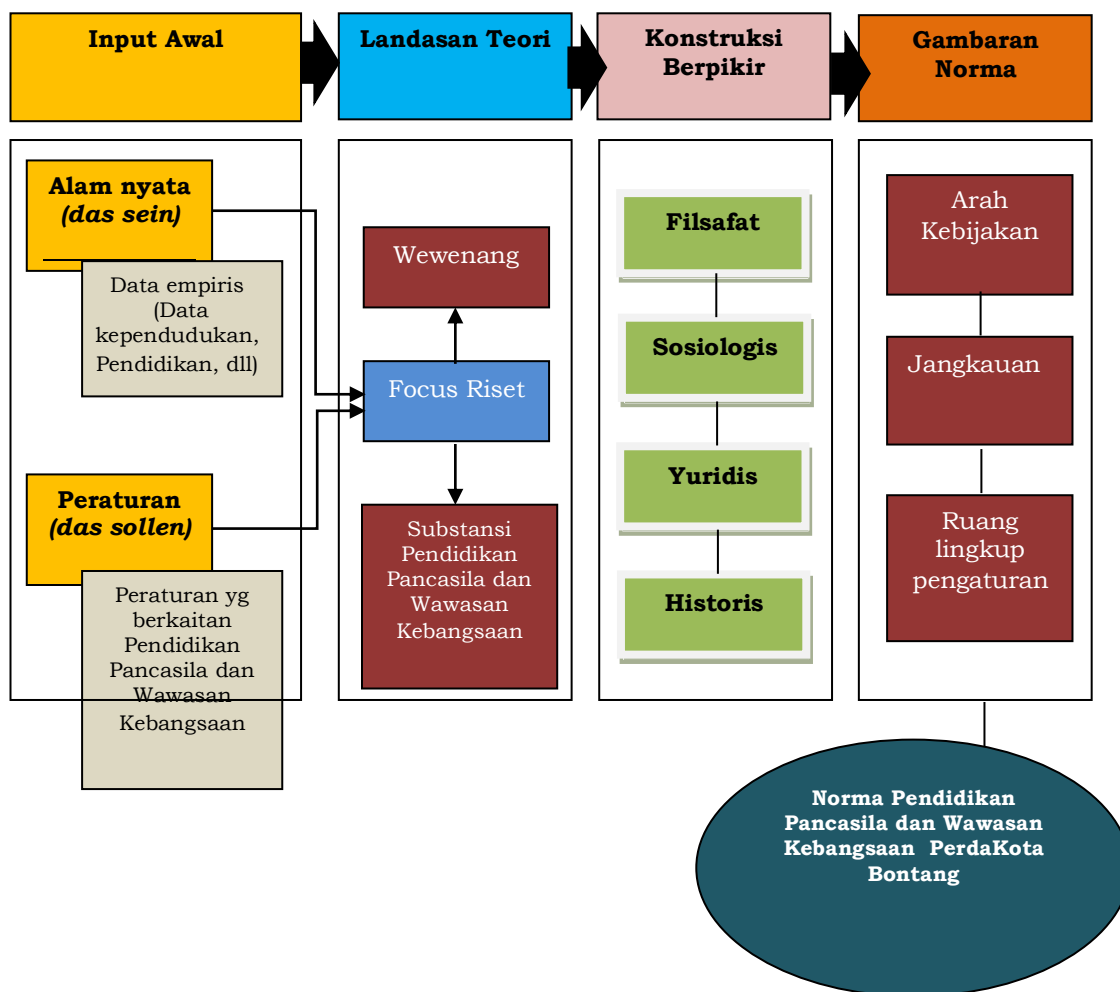 Input Awal
Landasan Teori
Konstruksi
Berpikir
Gambaran
Norma
Alam nyata
(das sein)
Data empiris
(Data
kependudukan,
Pendidikan, dll)
Peraturan
(das sollen)
Peraturan yg
berkaitan
Pendidikan
Pancasila dan
Wawasan
Kebangsaan
Wewenang
Focus Riset
Substansi
Pendidikan
Pancasila dan
Wawasan
Kebangsaan
Filsafat
Sosiologis
Yuridis
Historis
Arah
Kebijakan
Jangkauan
Ruang
lingkup
pengaturan
Norma Pendidikan
Pancasila dan Wawasan
Kebangsaan  PerdaKota
Bontang